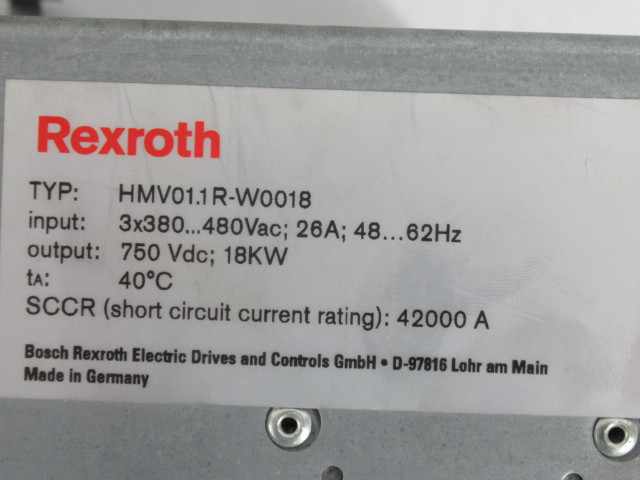 Rexroth
TYP: HMV01.1R-W0018
input: 3x380...480Vac; 26A; 48...62Hz
output: 750 Vdc; 18KW
tA: 40°C
SCCR (short circuit current rating): 42000 A
Bosch Rexroth Electric Drives and Controls GmbH • D-97816 Lohr am Main
Made in Germany